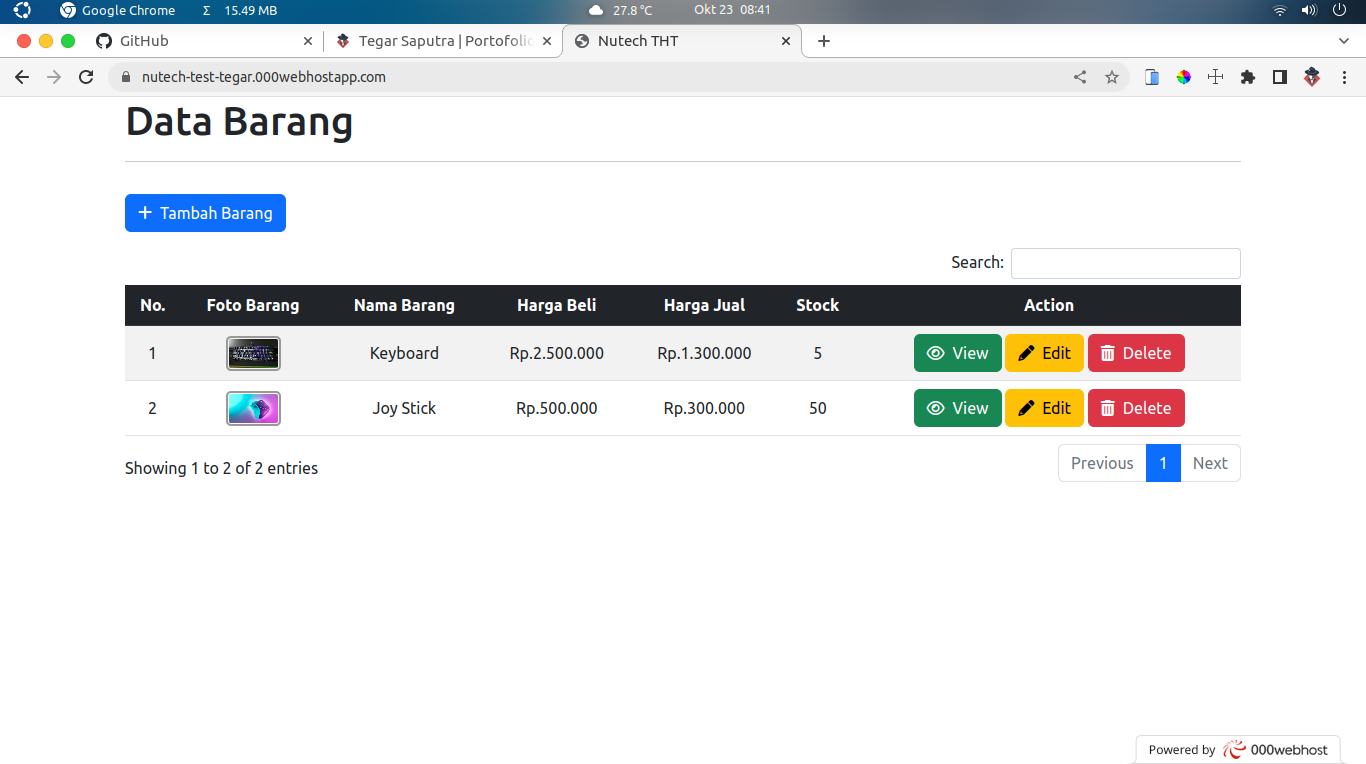 Google Chrome Σ 15.49 MB 27.8 °C Okt 23 08:41
GitHub Tegar Saputra | Portofolio Nutech THT
nutech-test-tegar.000webhostapp.com
Data Barang
+ Tambah Barang
Search:
No. Foto Barang Nama Barang Harga Beli Harga Jual Stock Action
1 Keyboard Rp.2.500.000 Rp.1.300.000 5 View Edit Delete
2 Joy Stick Rp.500.000 Rp.300.000 50 View Edit Delete
Showing 1 to 2 of 2 entries
Previous 1 Next
Powered by 000webhost